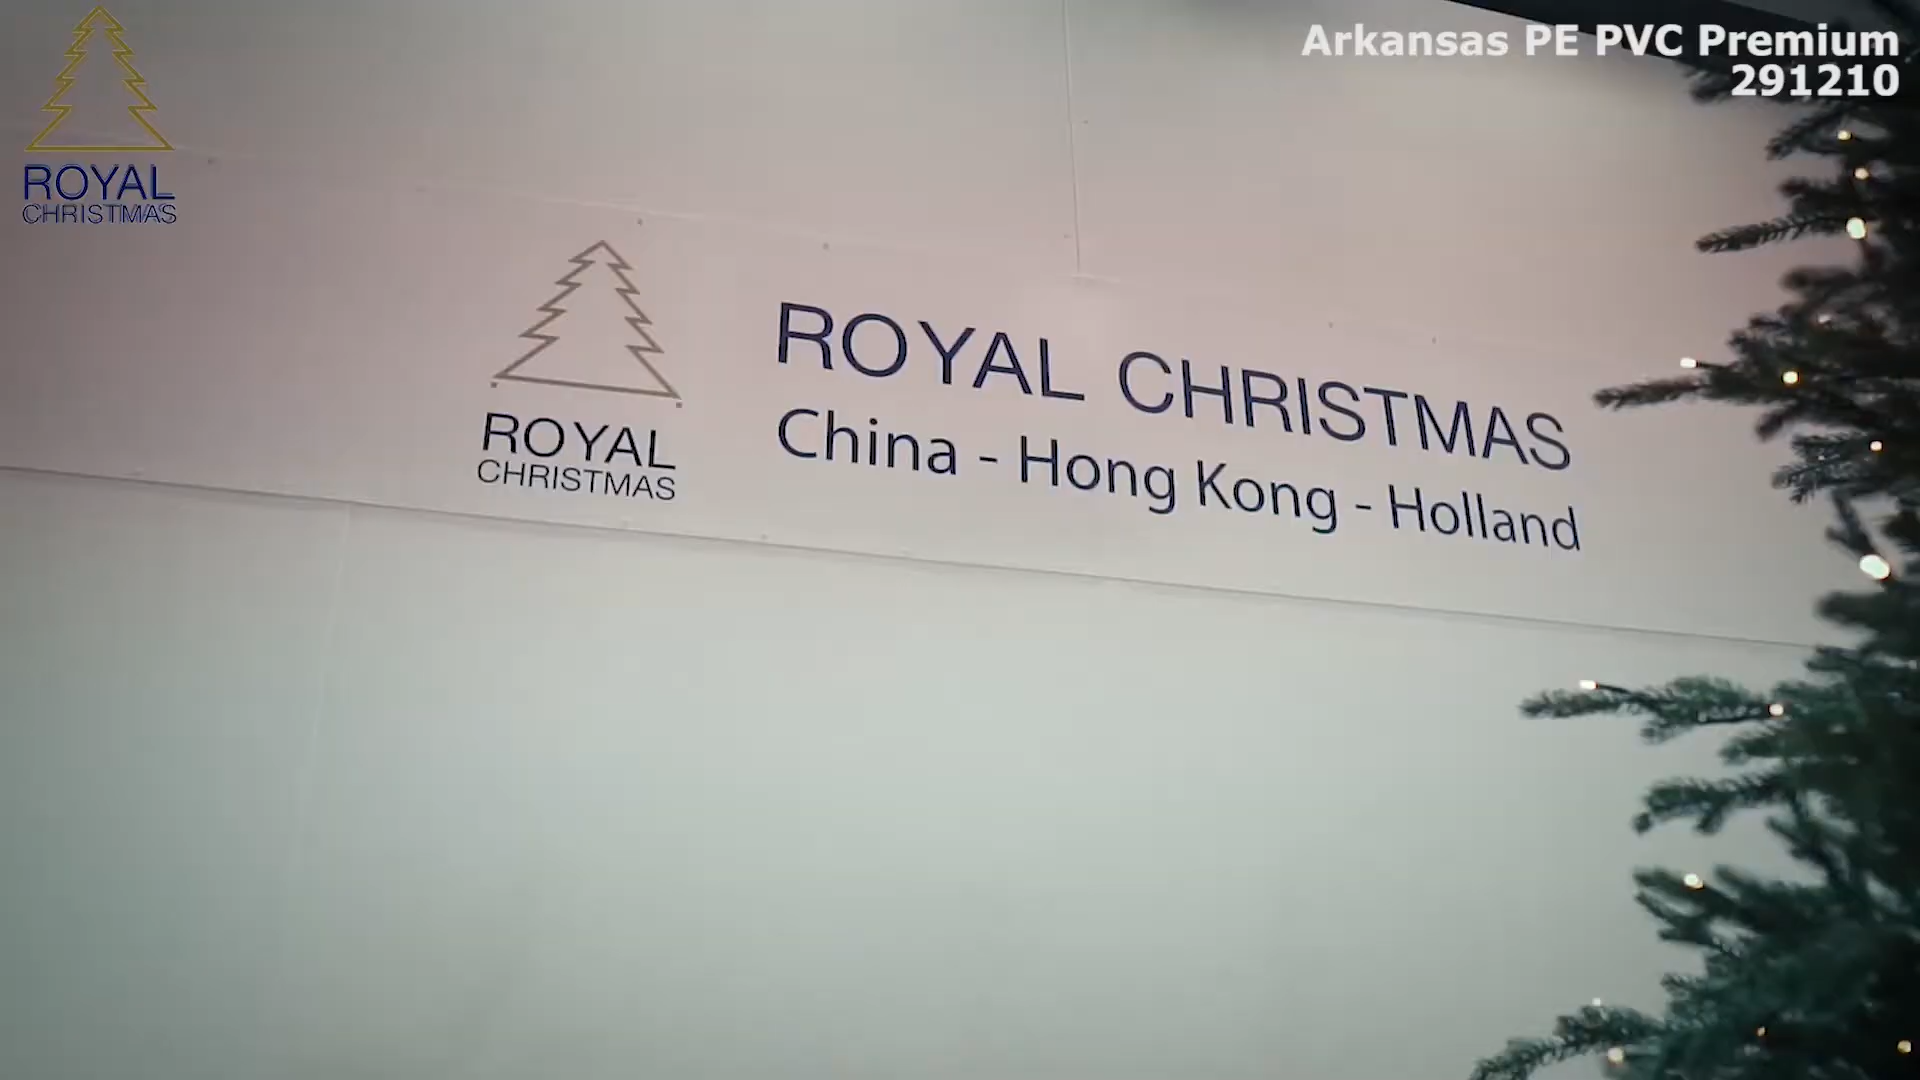 Arkansas PE PVC Premium
291210
ROYAL
CHRISTMAS
ROYAL
CHRISTMAS
ROYAL CHRISTMAS
China - Hong Kong - Holland